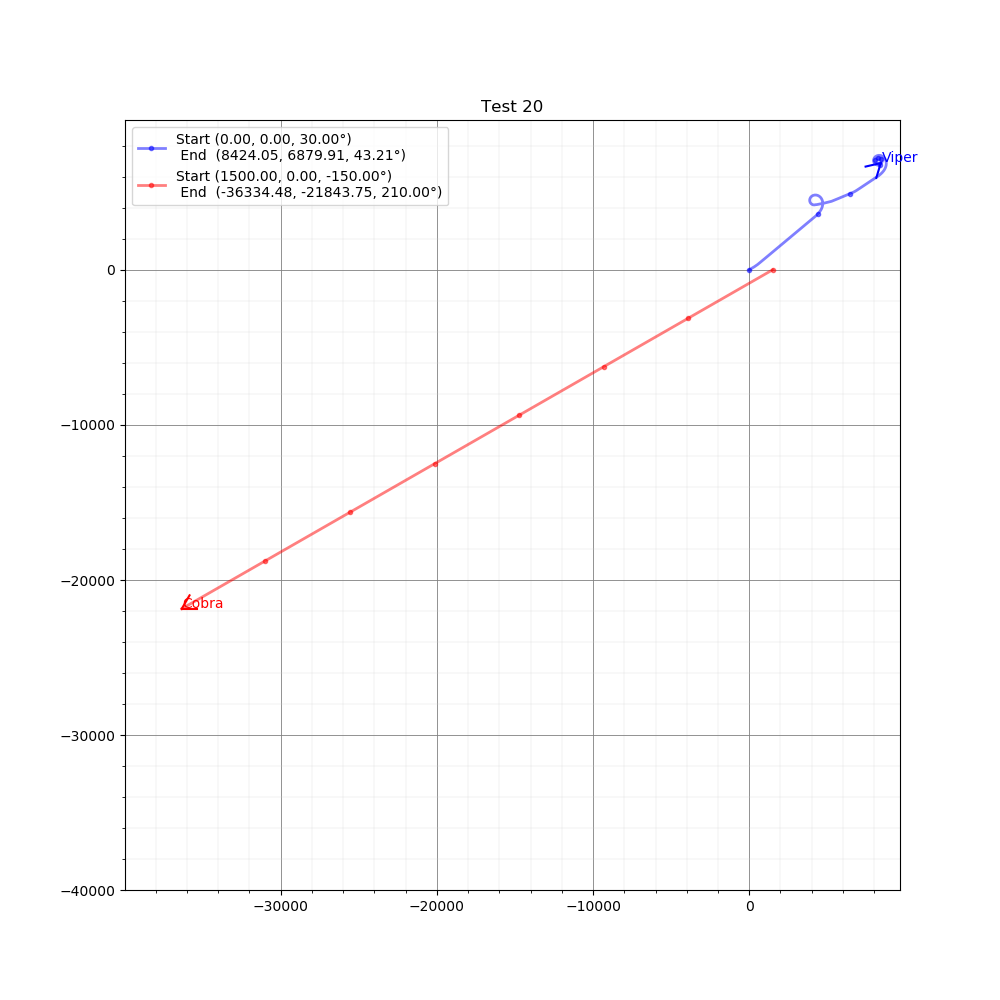 Test 20
Start (0.00, 0.00, 30.00°)
End (8424.05, 6879.91, 43.21°)
Start (1500.00, 0.00, -150.00°)
End (-36334.48, -21843.75, 210.00°)
Viper
Cobra
0
−10000
−20000
−30000
−40000
−30000
−20000
−10000
0